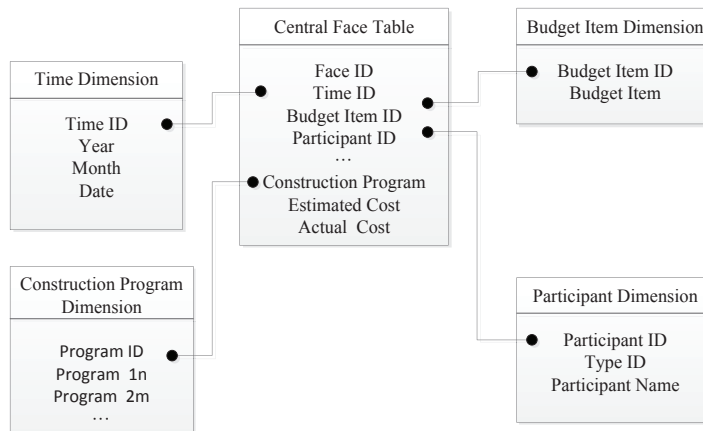 Time Dimension
Time ID
Year
Month
Date
Construction Program
Dimension
Program ID
Program 1n
Program 2m
…
Central Face Table
Face ID
Time ID
Budget Item ID
Participant ID
…
Construction Program
Estimated Cost
Actual Cost
Budget Item Dimension
Budget Item ID
Budget Item
Participant Dimension
Participant ID
Type ID
Participant Name